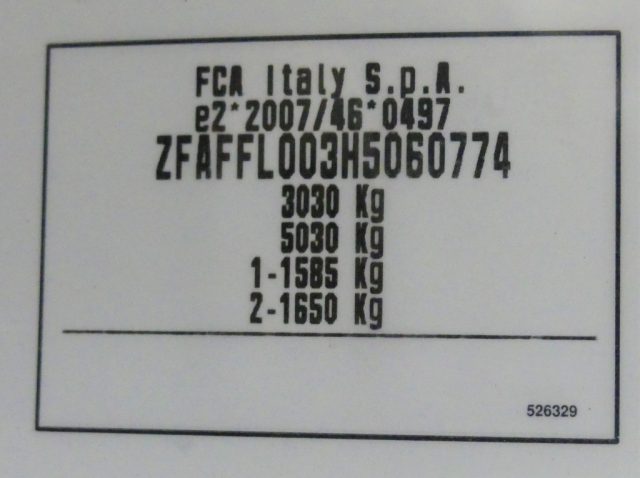 FCA Italy S.p.A.
e2*2007/46*0497
ZFAFFL003H5060774
3030 Kg
5030 Kg
1-1585 Kg
2-1650 Kg
526329